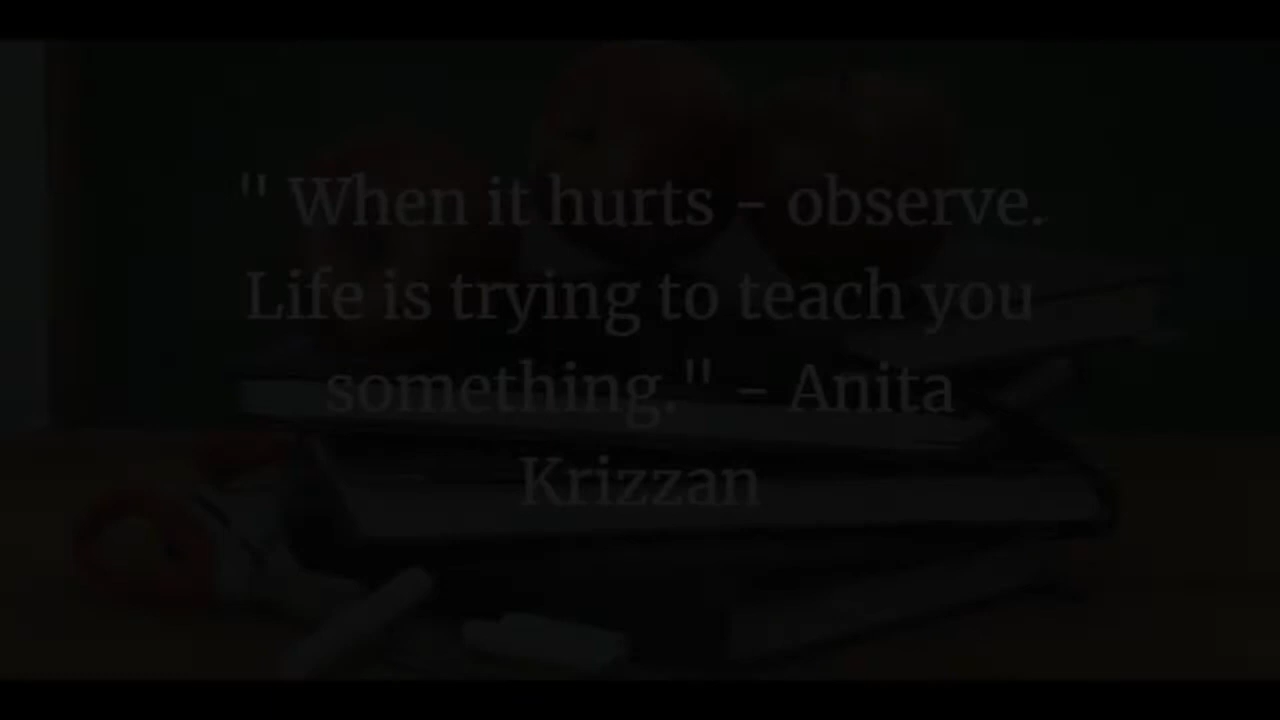 " When it hurts - observe.
Life is trying to teach you
something." - Anita
Krizzan